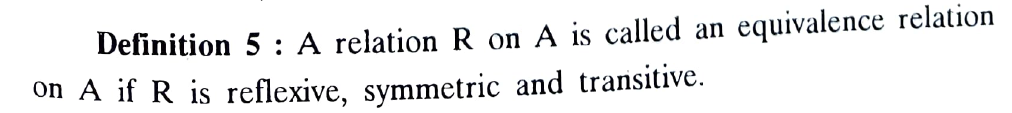 Definition 5 : A relation R on A is called an equivalence relation
on A if R is reflexive, symmetric and transitive.